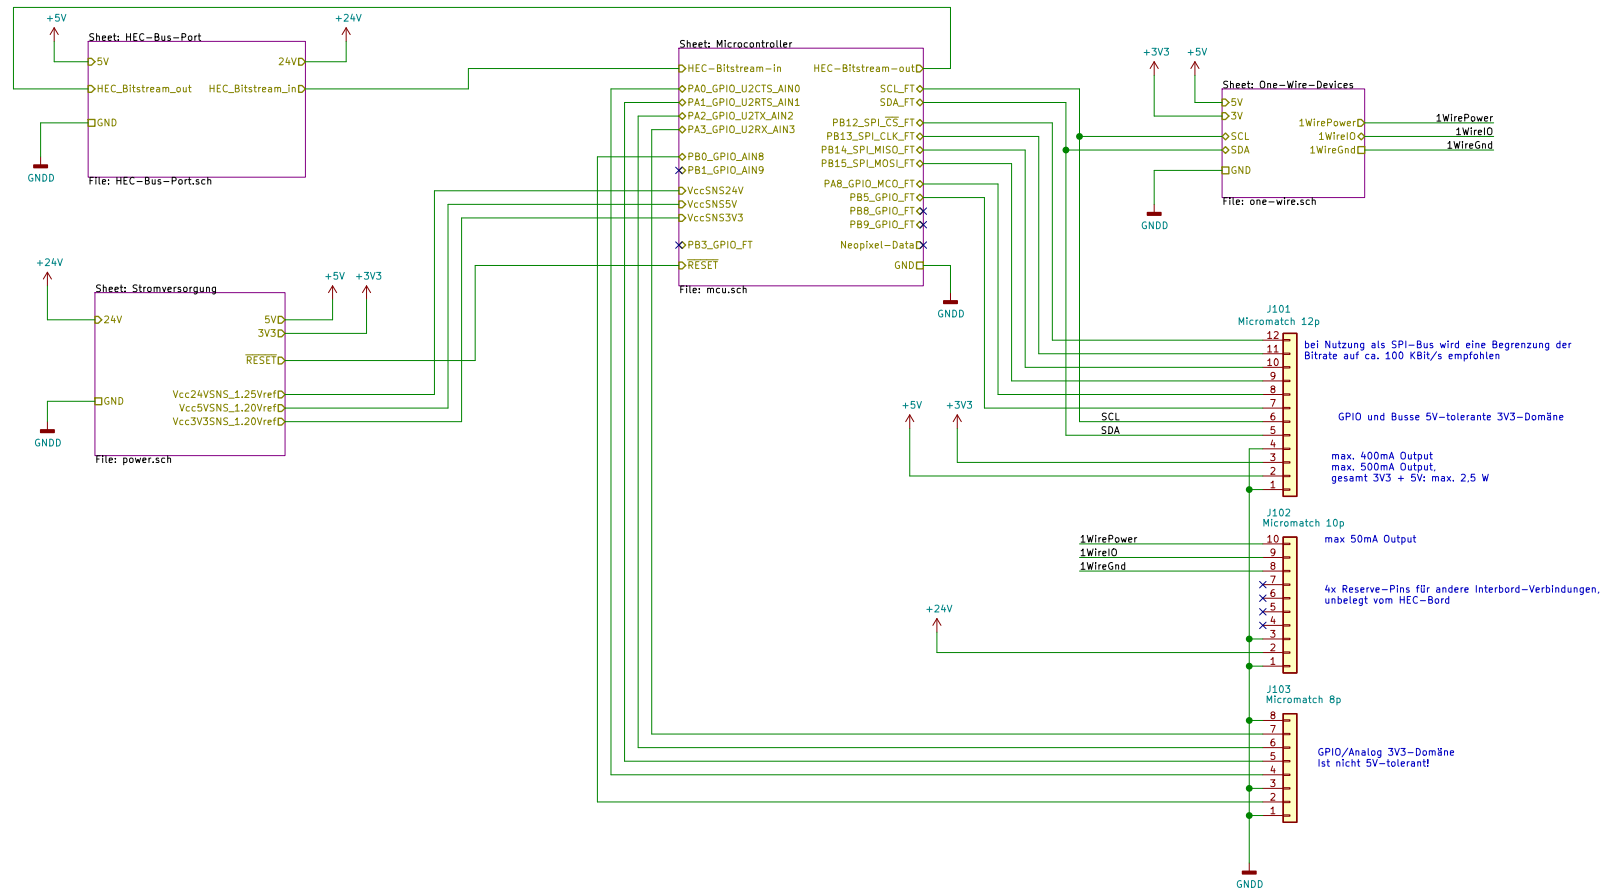 +5V
+24V
Sheet: HEC-Bus-Port
5V
24V
HEC_Bitstream_out
HEC_Bitstream_in
GND
GNDD
File: HEC-Bus-Port.sch
+24V
+5V
+3V3
Sheet: Stromversorgung
24V
5V
3V3
RESET
GND
Vcc24VSNS_1.25Vref
Vcc5VSNS_1.20Vref
Vcc3V3SNS_1.20Vref
GNDD
File: power.sch
Sheet: Microcontroller
HEC-Bitstream-in
PA0_GPIO_U2CTS_AIN0
PA1_GPIO_U2RTS_AIN1
PA2_GPIO_U2TX_AIN2
PA3_GPIO_U2RX_AIN3
PB0_GPIO_AIN8
PB1_GPIO_AIN9
VccSNS24V
VccSNS5V
VccSNS3V3
PB3_GPIO_FT
RESET
HEC-Bitstream-out
SCL_FT
SDA_FT
PB12_SPI_CS_FT
PB13_SPI_CLK_FT
PB14_SPI_MISO_FT
PB15_SPI_MOSI_FT
PA8_GPIO_MCO_FT
PB5_GPIO_FT
PB8_GPIO_FT
PB9_GPIO_FT
Neopixel-Data
GND
File: mcu.sch
GNDD
+3V3
+5V
Sheet: One-Wire-Devices
5V
3V
SCL
SDA
GND
1WirePower
1WireIO
1WireGnd
1WirePower
1WireIO
1WireGnd
File: one-wire.sch
GNDD
J101
Micromatch 12p
12
11
10
9
8
7
6
5
4
3
2
1
SCL
SDA
+5V
+3V3
bei Nutzung als SPI-Bus wird eine Begrenzung der
Bitrate auf ca. 100 KBit/s empfohlen
GPIO und Busse 5V-tolerante 3V3-Domäne
max. 400mA Output
max. 500mA Output,
gesamt 3V3 + 5V: max. 2,5 W
J102
Micromatch 10p
1WirePower
1WireIO
1WireGnd
10
9
8
7
6
5
4
3
2
1
+24V
max 50mA Output
4x Reserve-Pins für andere Interbord-Verbindungen,
unbelegt vom HEC-Bord
J103
Micromatch 8p
8
7
6
5
4
3
2
1
GPIO/Analog 3V3-Domäne
Ist nicht 5V-tolerant!
GNDD